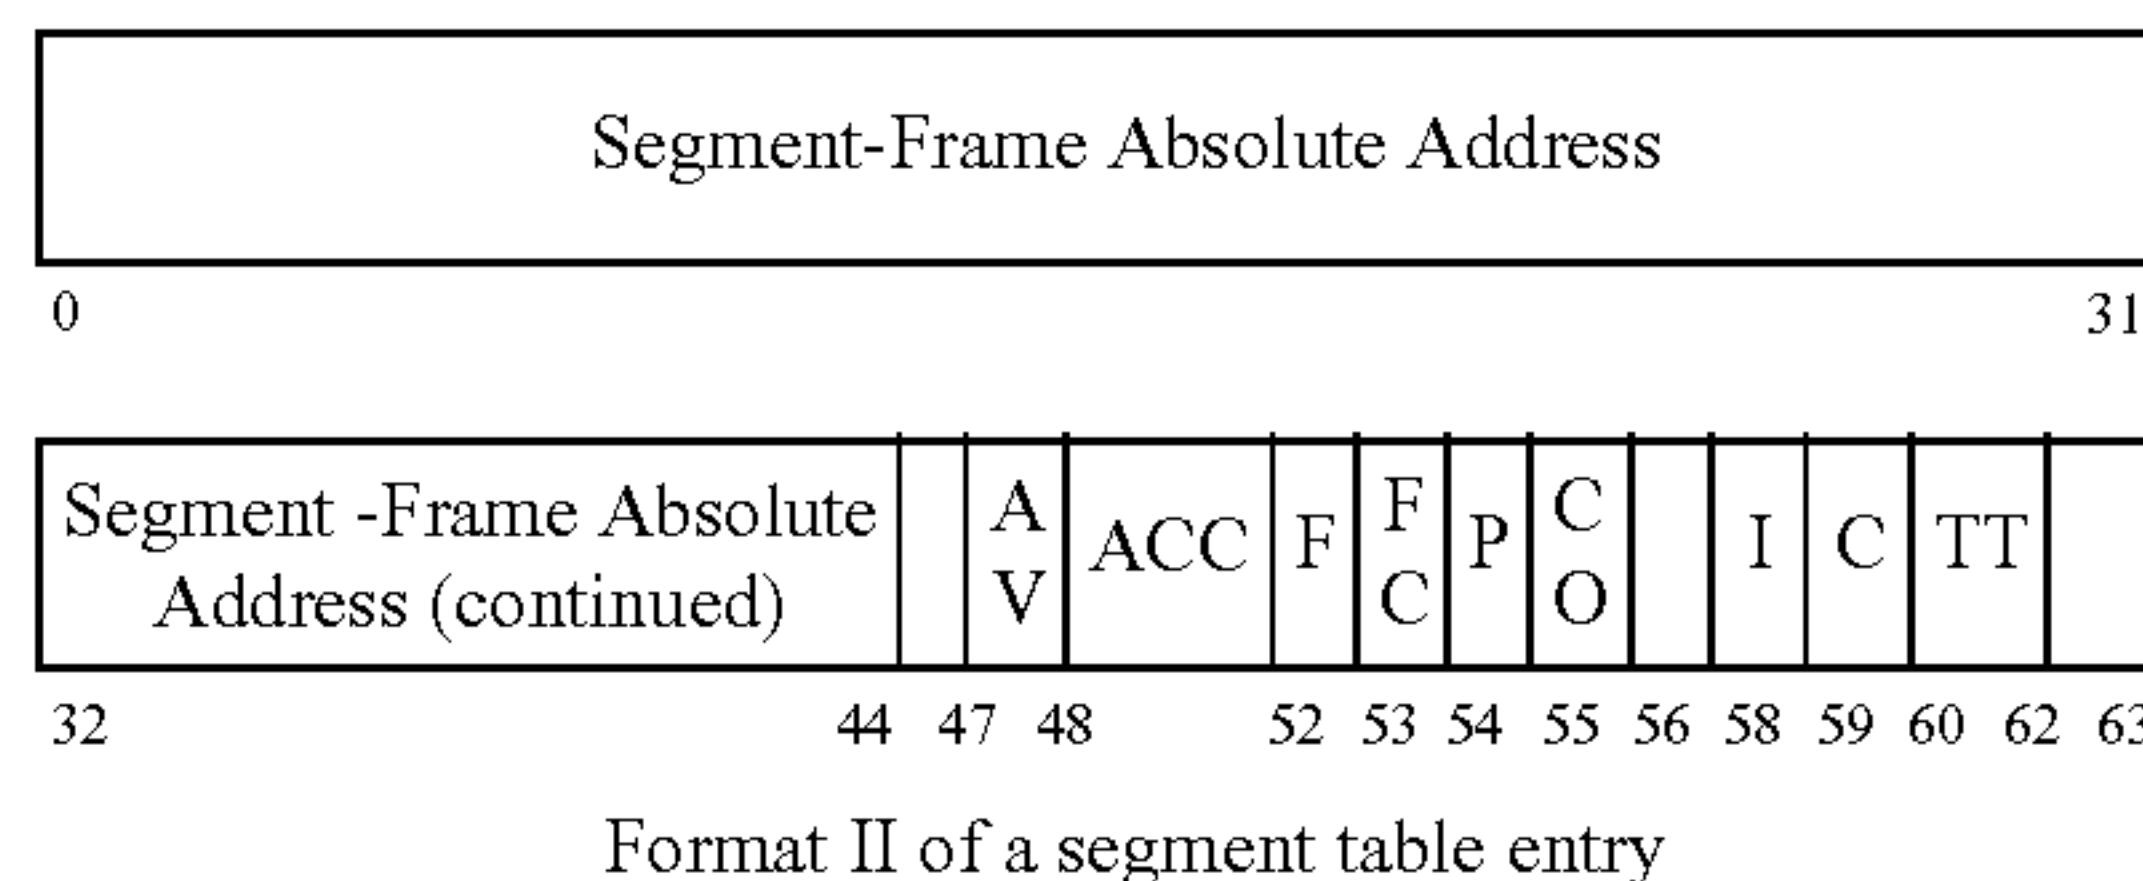 Segment-Frame Absolute Address
0 31
Segment -Frame Absolute
Address (continued)
A
V
ACC
F
F
C
P
C
O
I
C
TT
32 44 47 48 52 53 54 55 56 58 59 60 62 63
Format II of a segment table entry